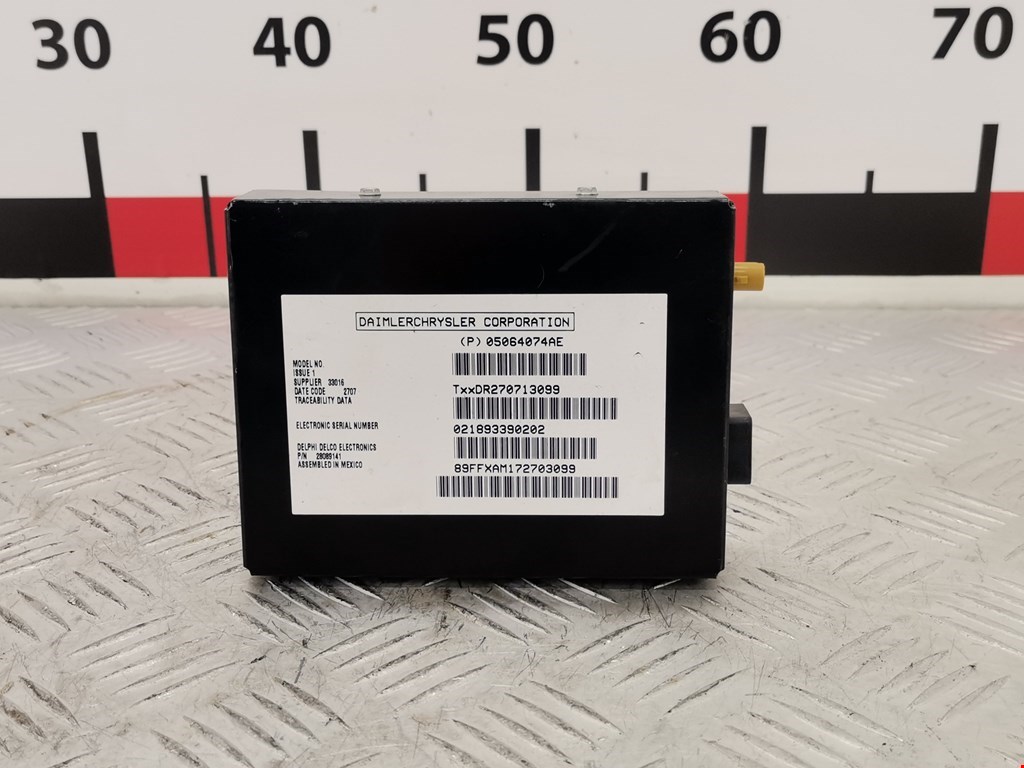 30 40 50 60 70
DAIMLERCHRYSLER CORPORATION
(P) 05064074AE
MODEL NO.
ISSUE 1
SUPPLIER 33016
DATE CODE 2707
TRACEABILITY DATA
TxxDR270713099
ELECTRONIC SERIAL NUMBER
021893390202
DELPHI DELCO ELECTRONICS
P/N 28089141
ASSEMBLED IN MEXICO
89FFXAM172703099